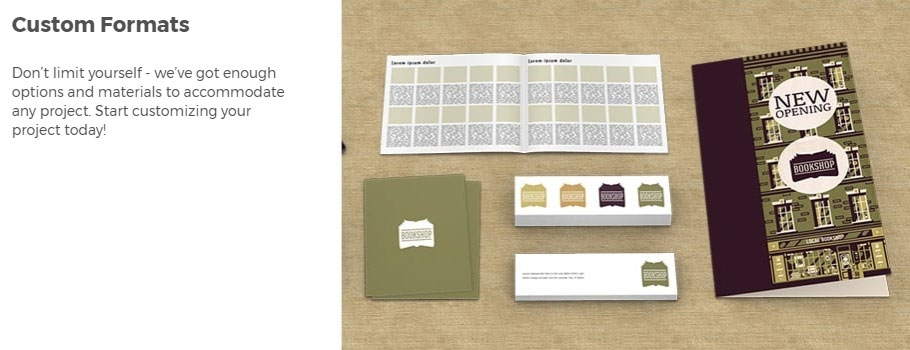 Custom Formats
Don't limit yourself - we've got enough
options and materials to accommodate
any project. Start customizing your
project today!
Lorem ipsum dolor
Lorem ipsum dolor
NEW
OPENING
BOOKSHOP
LOCAL BOOKSHOP
BOOKSHOP
BOOKSHOP
BOOKSHOP
BOOKSHOP
BOOKSHOP
BOOKSHOP